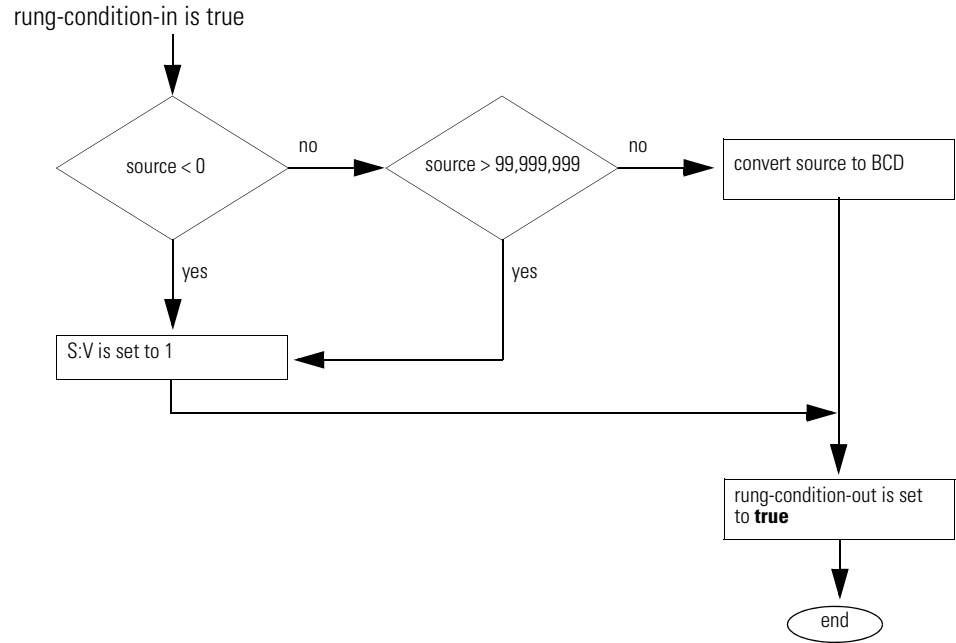 rung-condition-in is true
source < 0
no
source > 99,999,999
no
convert source to BCD
yes
yes
S:V is set to 1
rung-condition-out is set
to true
end